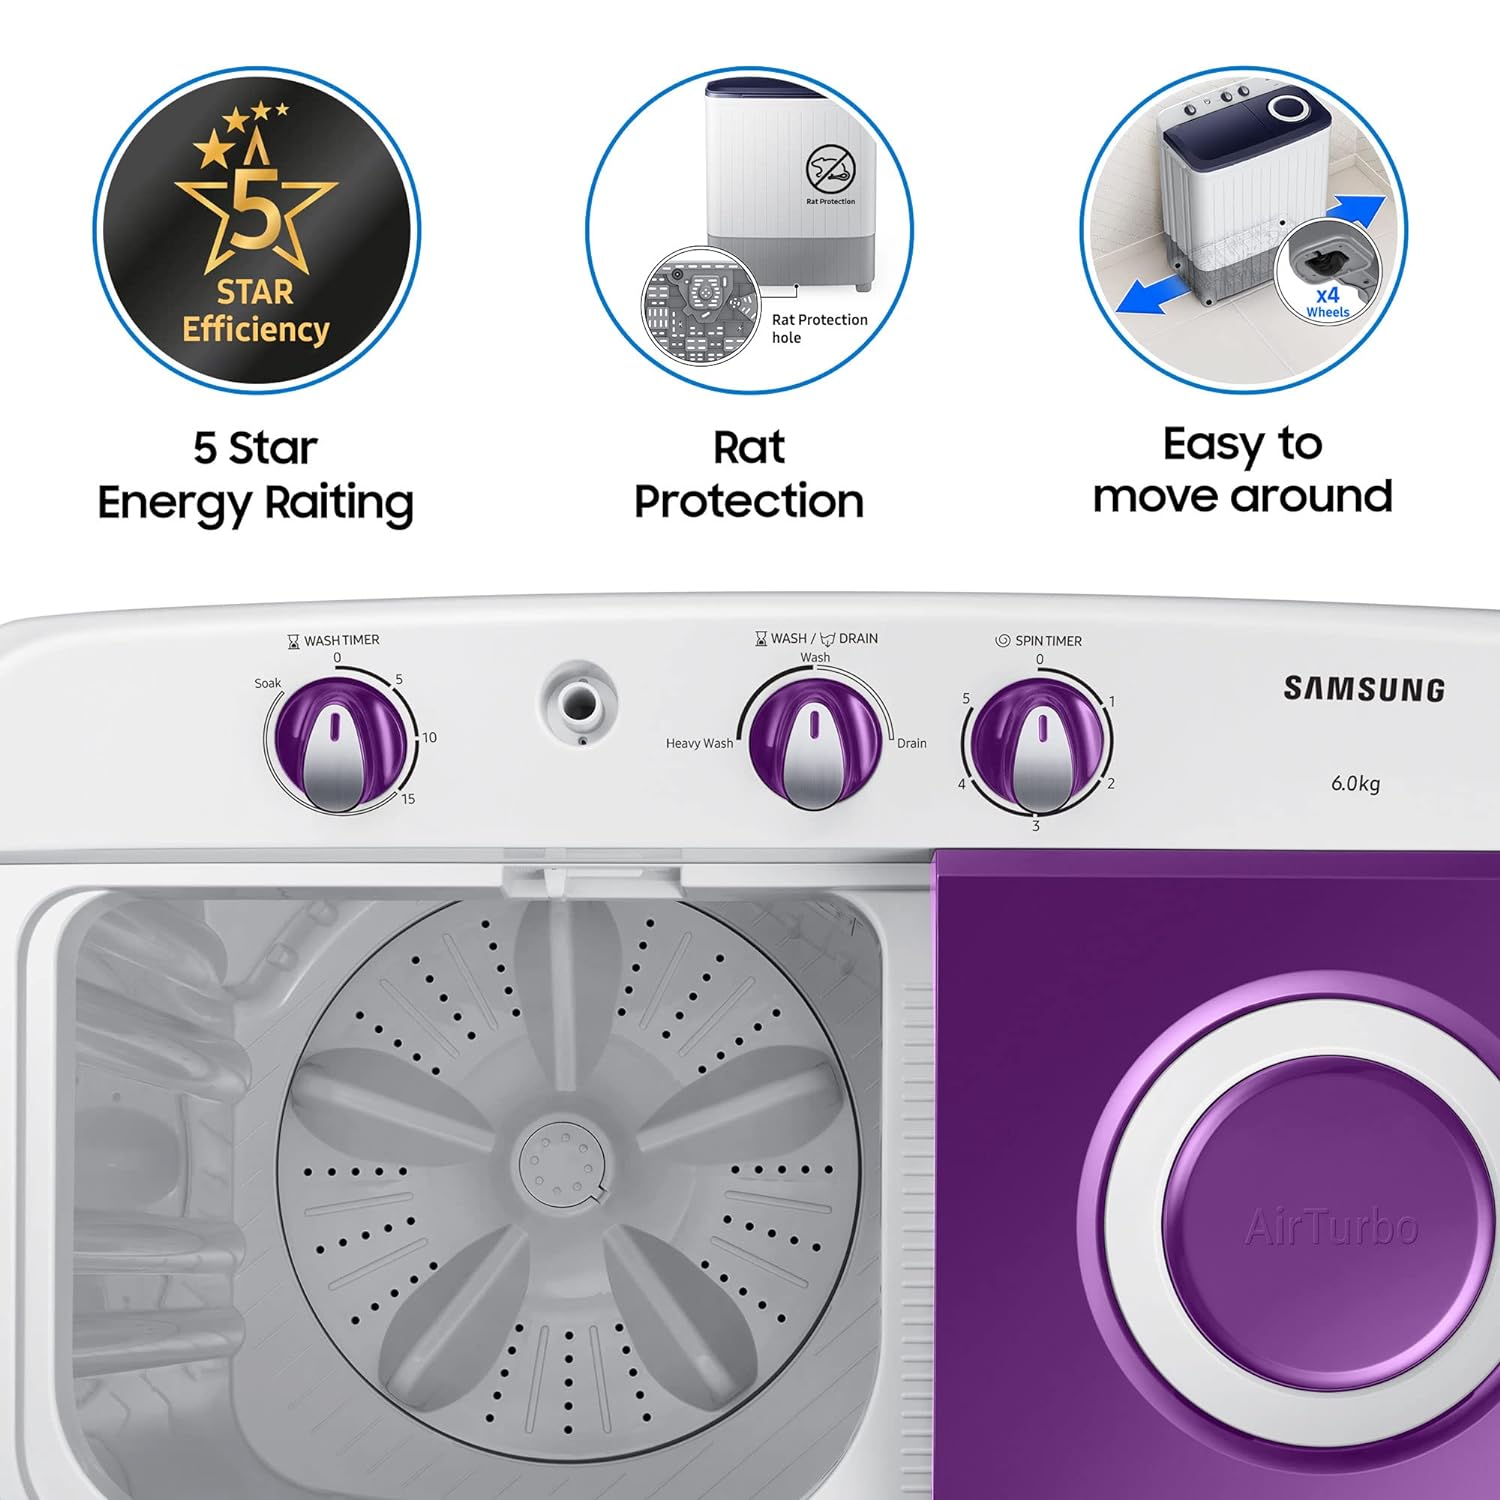 5
STAR
Efficiency
Rat Protection
Rat Protection
hole
x4
Wheels
5 Star
Energy Raiting
Rat
Protection
Easy to
move around
WASH TIMER
0
Soak
5
10
15
WASH / DRAIN
Wash
Heavy Wash
Drain
SPIN TIMER
0
5
1
4
2
3
SAMSUNG
6.0kg
AirTurbo